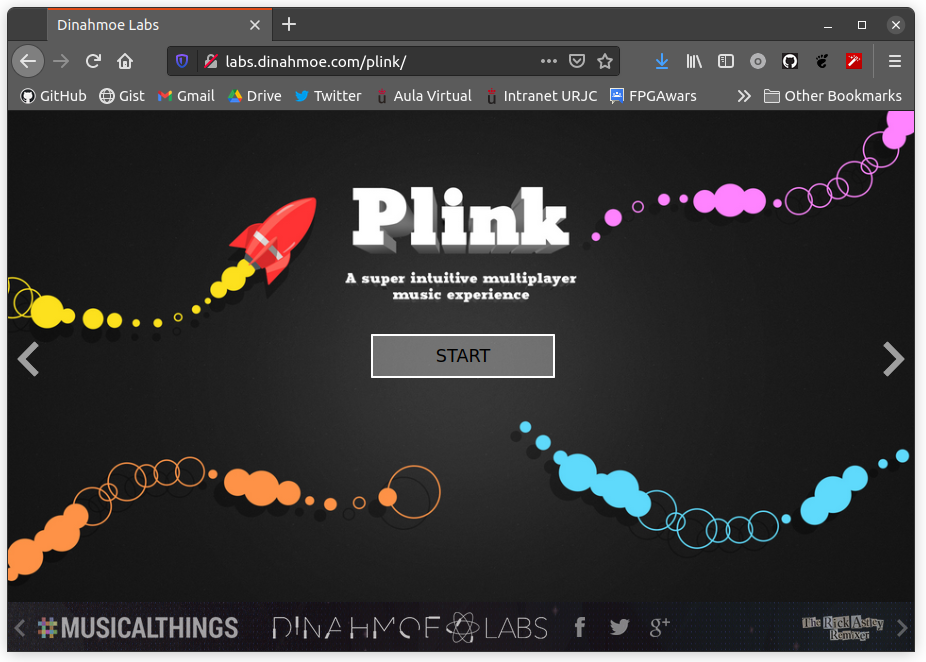 Dinahmoe Labs
labs.dinahmoe.com/plink/
GitHub Gist Gmail Drive Twitter Aula Virtual Intranet URJC FPGAwars Other Bookmarks
Plink
A super intuitive multiplayer
music experience
START
#MUSICALTHINGS DINAHMOE LABS f g+ The Rick Astley
Remixer